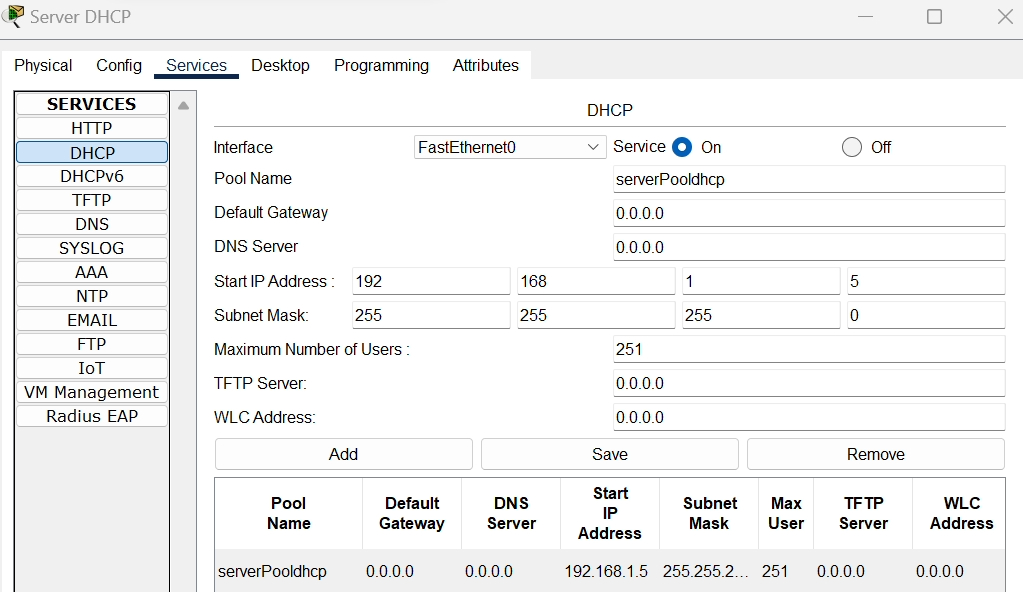 Server DHCP
Physical Config Services Desktop Programming Attributes
SERVICES
HTTP
DHCP
DHCPv6
TFTP
DNS
SYSLOG
AAA
NTP
EMAIL
FTP
IoT
VM Management
Radius EAP
DHCP
Interface FastEthernet0 Service On Off
Pool Name serverPooldhcp
Default Gateway 0.0.0.0
DNS Server 0.0.0.0
Start IP Address : 192 168 1 5
Subnet Mask: 255 255 255 0
Maximum Number of Users : 251
TFTP Server: 0.0.0.0
WLC Address: 0.0.0.0
Add Save Remove
Pool Name Default Gateway DNS Server Start IP Address Subnet Mask Max User TFTP Server WLC Address
serverPooldhcp 0.0.0.0 0.0.0.0 192.168.1.5 255.255.2... 251 0.0.0.0 0.0.0.0